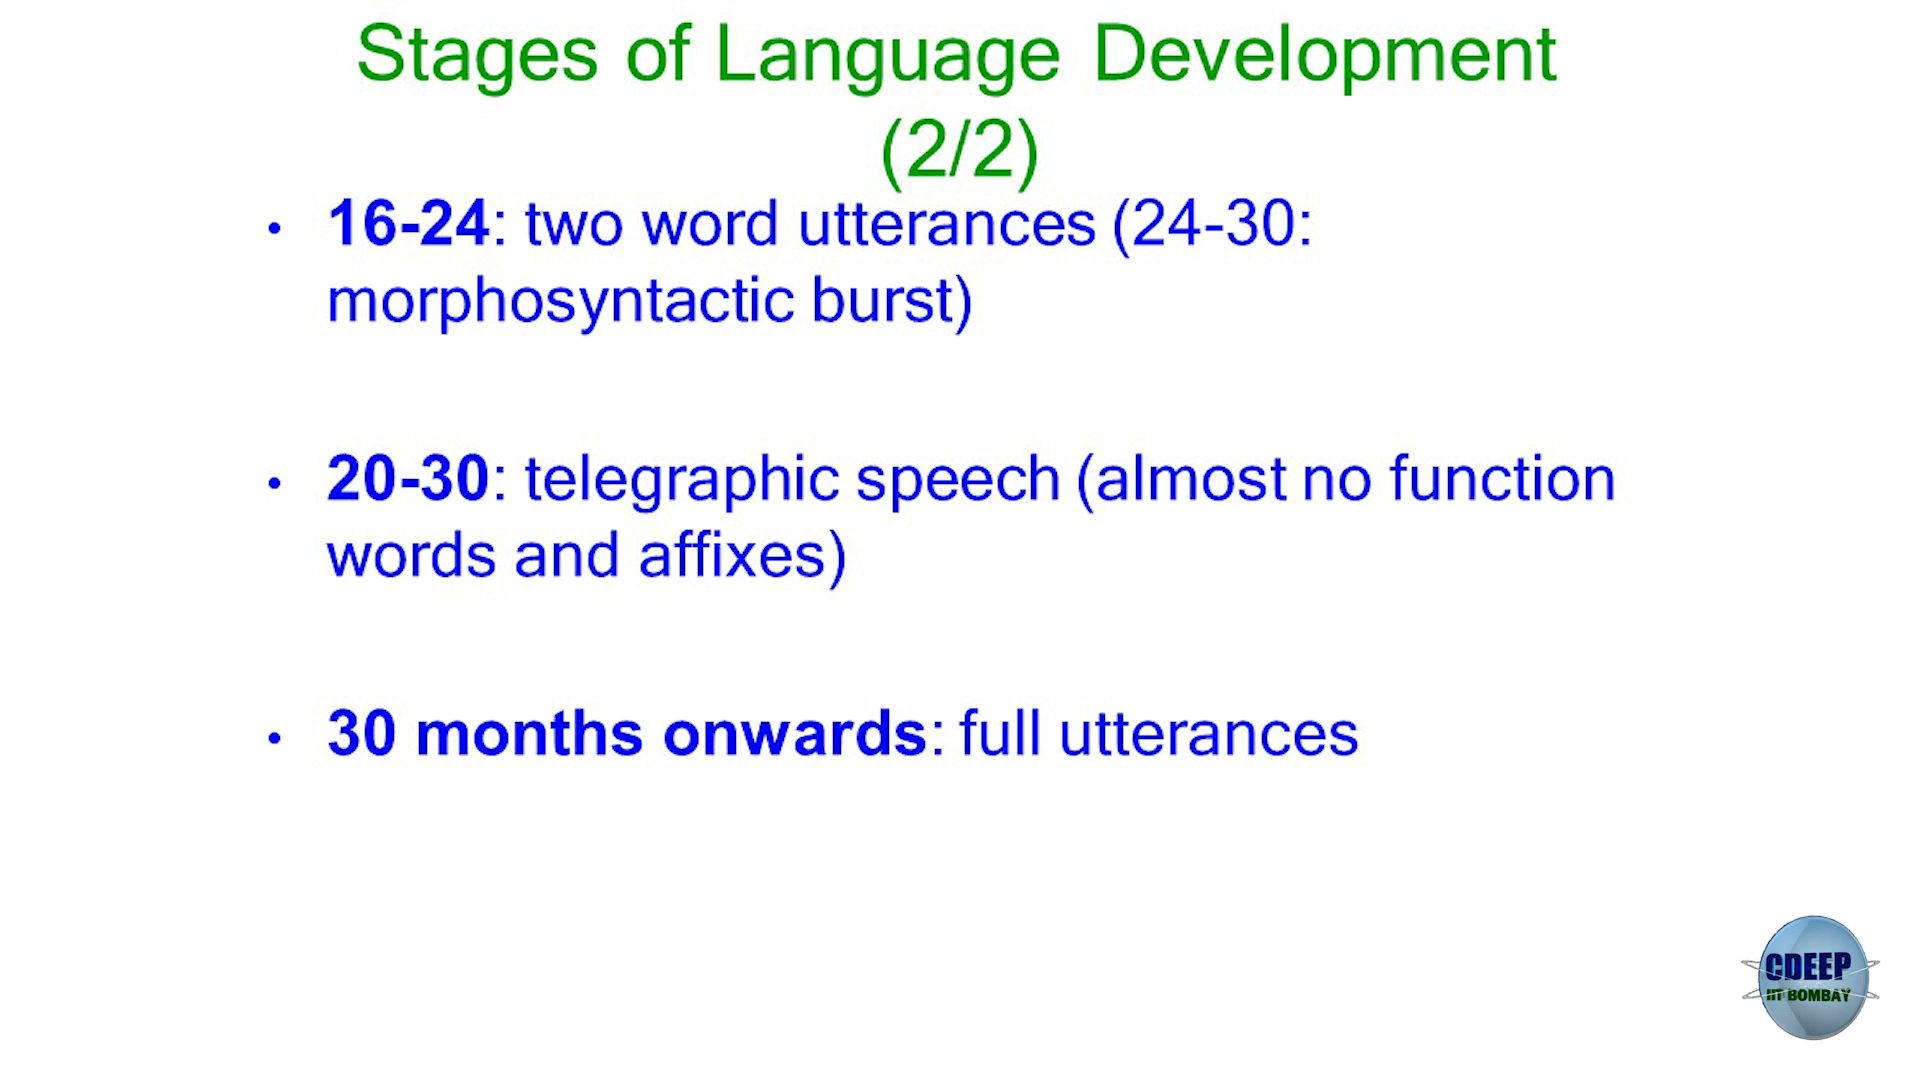 Stages of Language Development
(2/2)
• 16-24: two word utterances (24-30:
morphosyntactic burst)
• 20-30: telegraphic speech (almost no function
words and affixes)
• 30 months onwards: full utterances
CDEEP
IIT BOMBAY